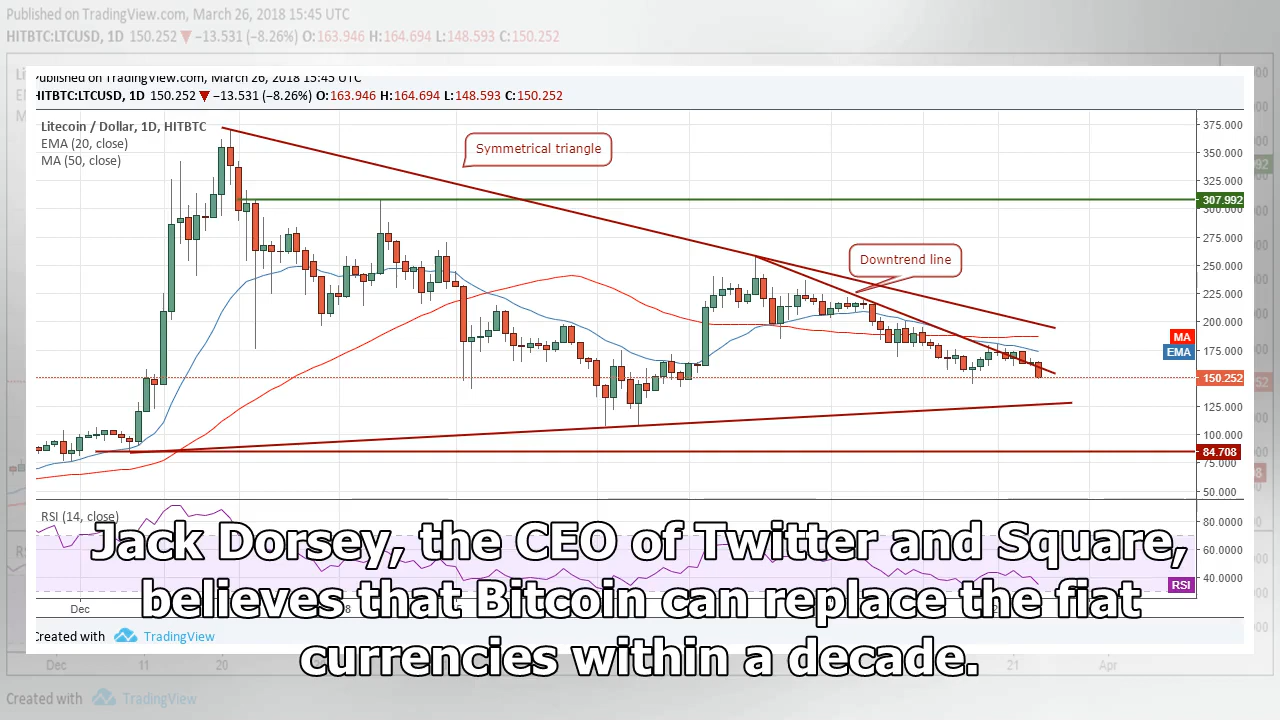 Published on TradingView.com, March 26, 2018 15:45 UTC
HITBTC:LTCUSD, 1D 150.252 ▼ −13.531 (−8.26%) O:163.946 H:164.694 L:148.593 C:150.252
Published on TradingView.com, March 26, 2018 15:45 UTC
HITBTC:LTCUSD, 1D 150.252 ▼ −13.531 (−8.26%) O:163.946 H:164.694 L:148.593 C:150.252
Litecoin / Dollar, 1D, HITBTC
EMA (20, close)
MA (50, close)
Symmetrical triangle
Downtrend line
375.000
350.000
325.000
307.992
300.000
275.000
250.000
225.000
200.000
MA
EMA
175.000
150.252
125.000
100.000
84.708
75.000
50.000
RSI (14, close)
80.0000
60.0000
40.0000
RSI
Jack Dorsey, the CEO of Twitter and Square,
believes that Bitcoin can replace the fiat
currencies within a decade.
Dec
Created with TradingView
Dec 11 20 21 Apr
Created with TradingView